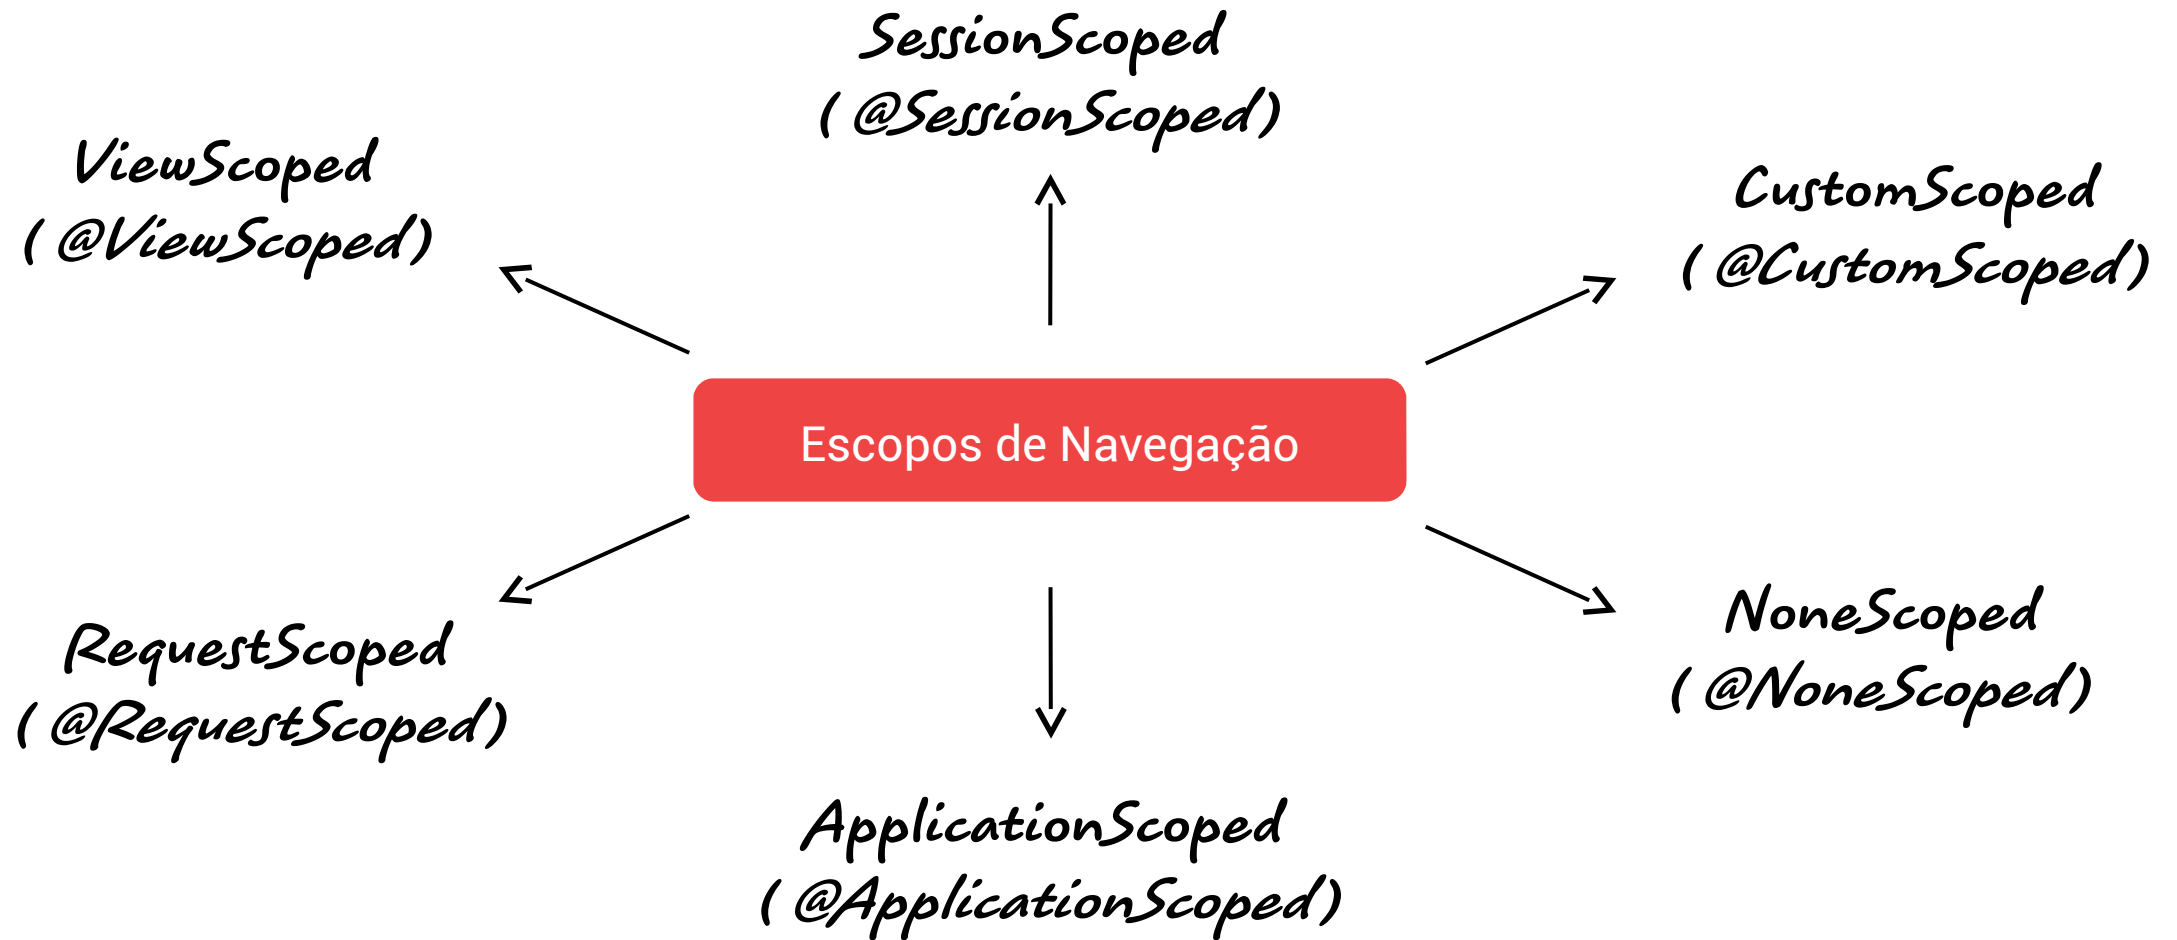 SessionScoped
( @SessionScoped)
ViewScoped
( @ViewScoped)
CustomScoped
( @CustomScoped)
Escopos de Navegação
RequestScoped
( @RequestScoped)
NoneScoped
( @NoneScoped)
ApplicationScoped
( @ApplicationScoped)